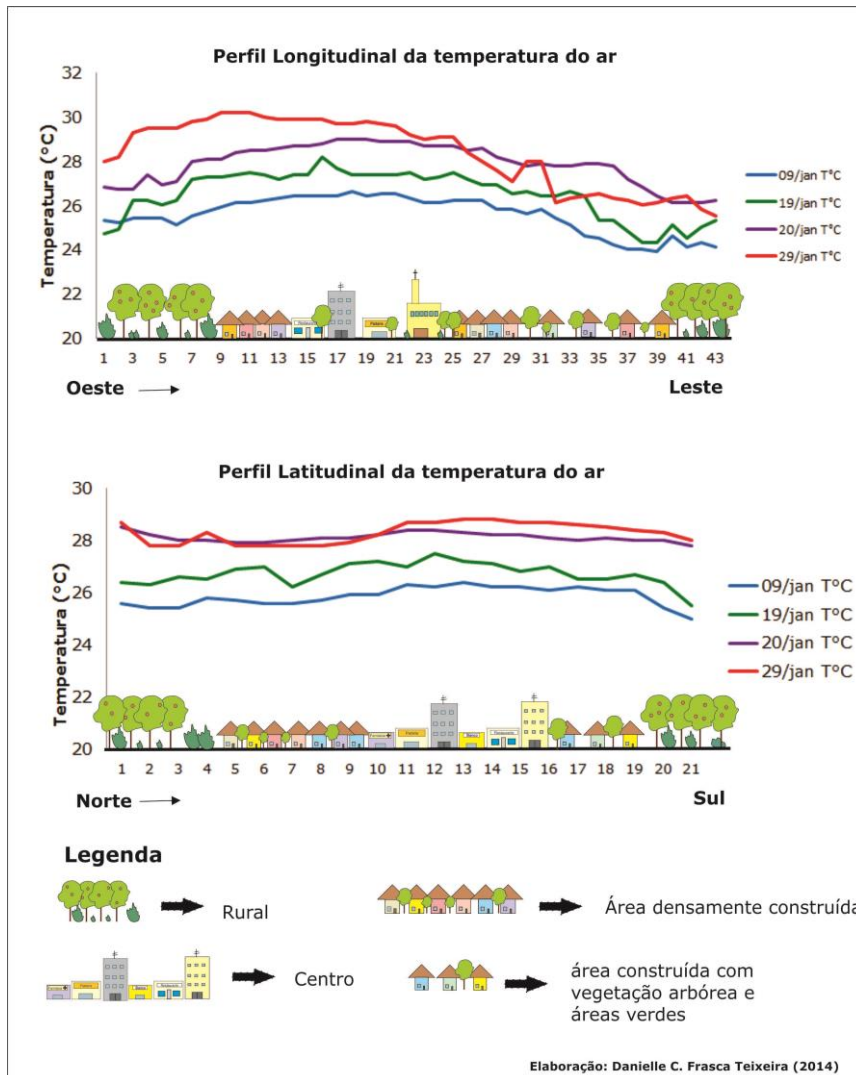 Perfil Longitudinal da temperatura do ar
Temperatura (°C)
32
30
28
26
24
22
20
09/jan T°C
19/jan T°C
20/jan T°C
29/jan T°C
1 3 5 7 9 11 13 15 17 19 21 23 25 27 29 31 33 35 37 39 41 43
Oeste
Leste
Perfil Latitudinal da temperatura do ar
Temperatura (°C)
30
28
26
24
22
20
09/jan T°C
19/jan T°C
20/jan T°C
29/jan T°C
1 2 3 4 5 6 7 8 9 10 11 12 13 14 15 16 17 18 19 20 21
Norte
Sul
Legenda
Rural
Área densamente construída
Centro
área construída com
vegetação arbórea e
áreas verdes
Elaboração: Danielle C. Frasca Teixeira (2014)